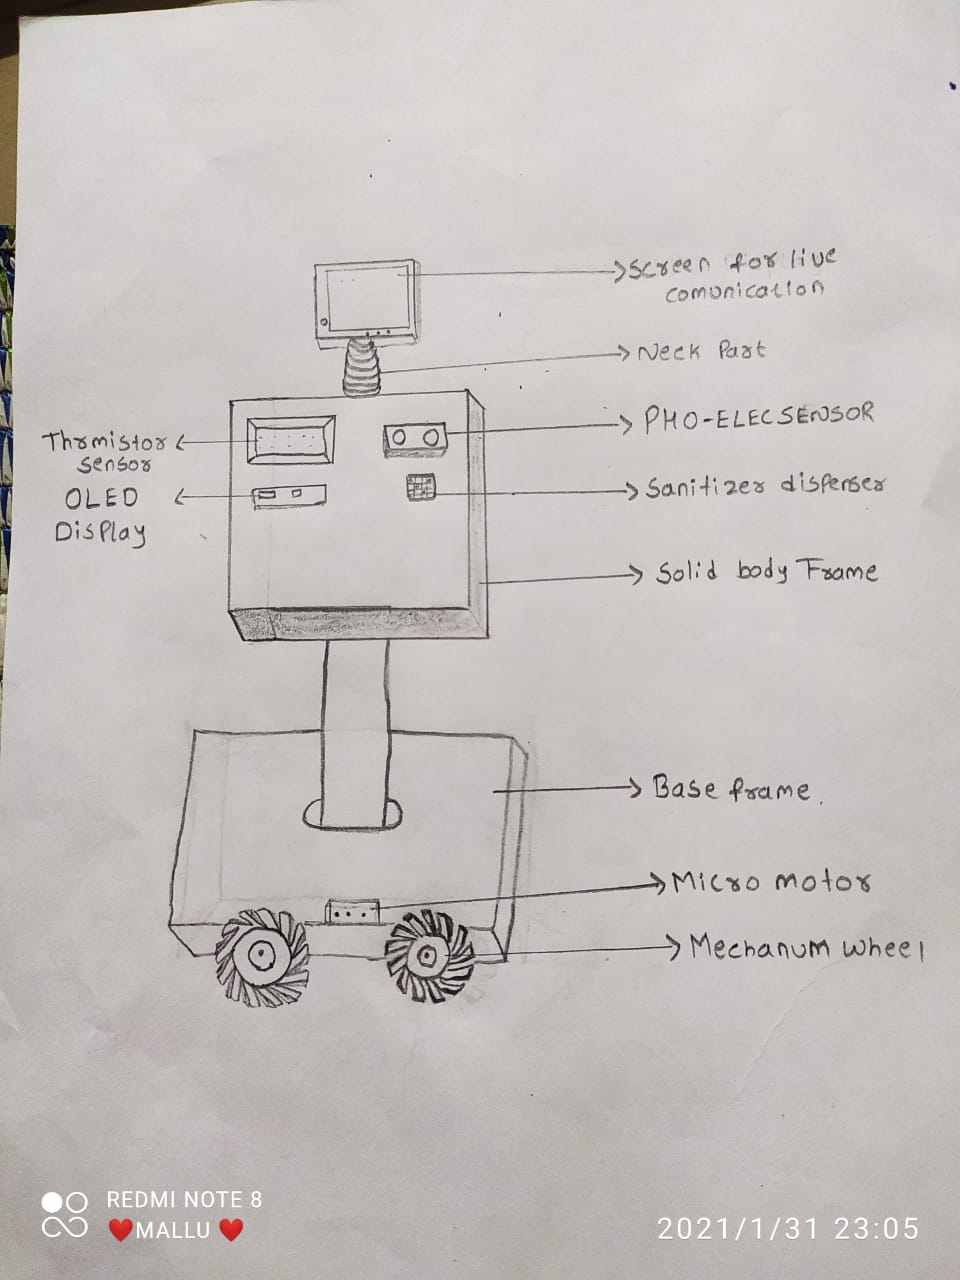 Screen for live
comunication
Neck Part
PHO-ELECSENSOR
Thrmistor
Sensor
OLED
Display
Sanitizer dispenser
Solid body Frame
Base frame.
Micro motor
Mechanum wheel
REDMI NOTE 8
❤️MALLU ❤️
2021/1/31 23:05